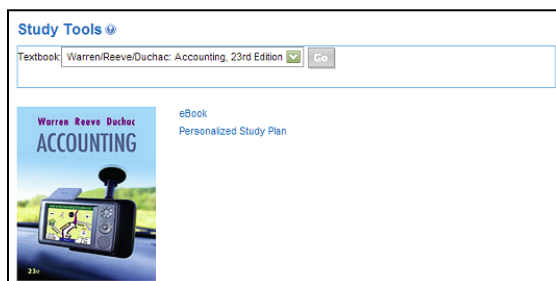 Study Tools
Textbook: Warren/Reeve/Duchac: Accounting, 23rd Edition Go
eBook
Personalized Study Plan
Warren Reeve Duchac
ACCOUNTING
23e